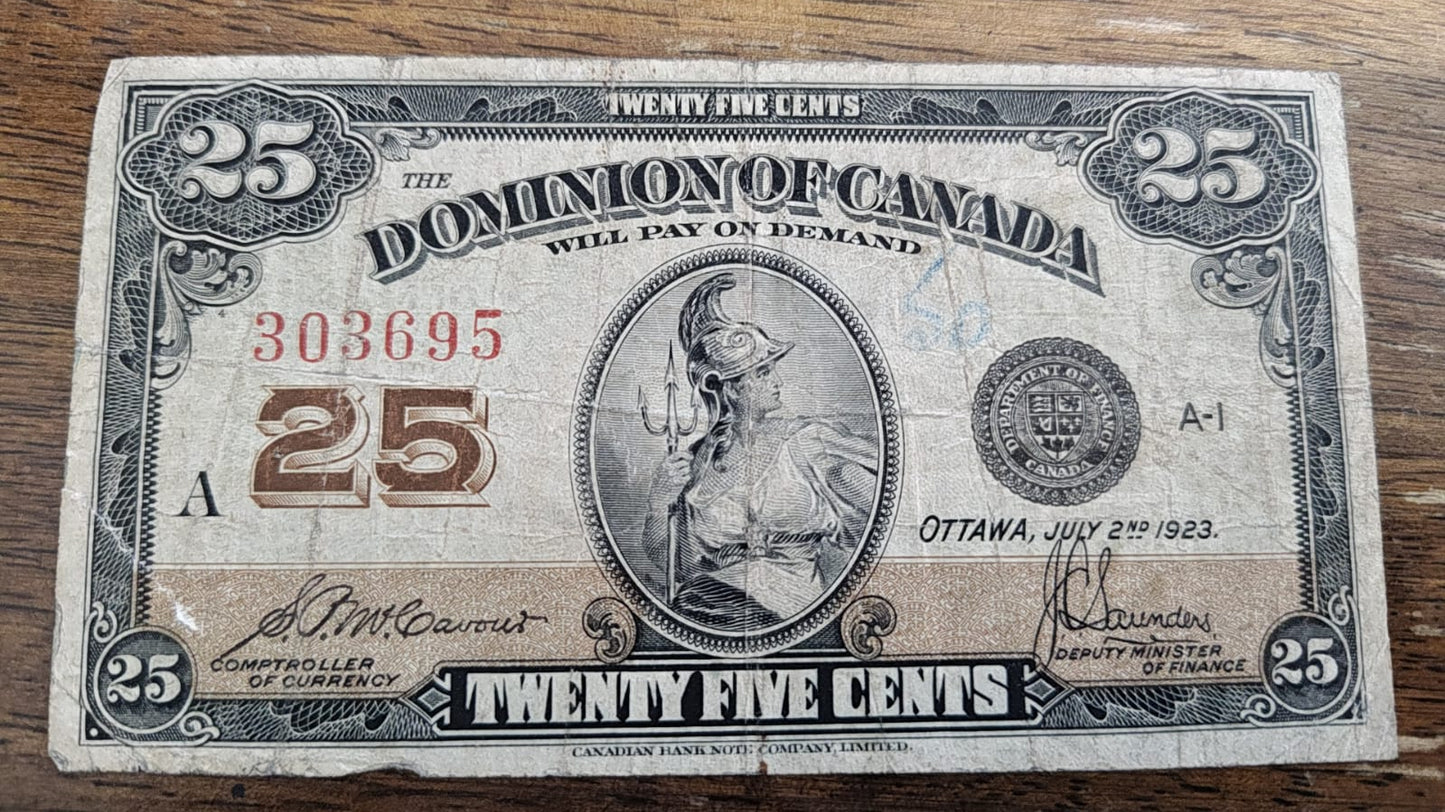 TWENTY FIVE CENTS
25 25
THE
DOMINION OF CANADA
WILL PAY ON DEMAND
50
303695
25
DEPARTMENT OF FINANCE
CANADA
A-1
A
OTTAWA, JULY 2ND 1923.
J.C. Saunders
COMPTROLLER
OF CURRENCY
DEPUTY MINISTER
OF FINANCE
25 25
TWENTY FIVE CENTS
CANADIAN BANK NOTE COMPANY, LIMITED.